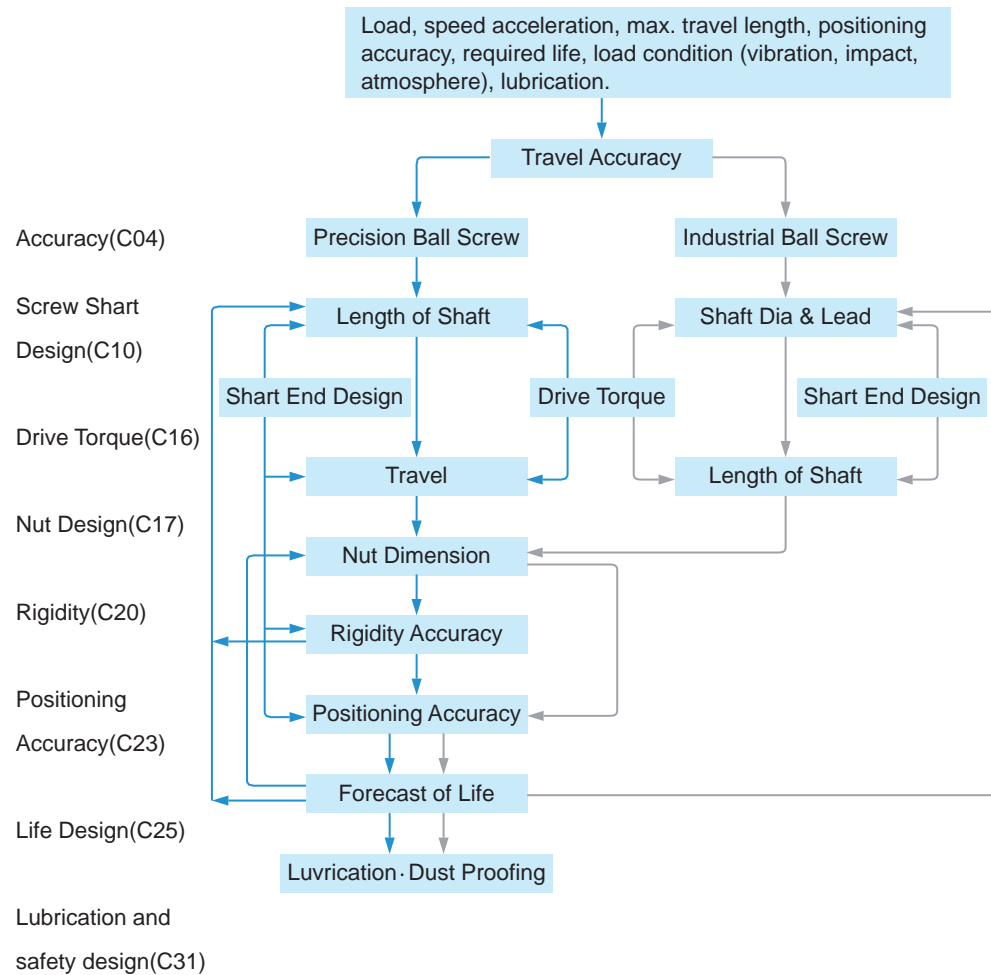 Load, speed acceleration, max. travel length, positioning
accuracy, required life, load condition (vibration, impact,
atmosphere), lubrication.
Travel Accuracy
Accuracy(C04)
Precision Ball Screw
Industrial Ball Screw
Screw Shart
Design(C10)
Length of Shaft
Shaft Dia & Lead
Shart End Design
Drive Torque
Shart End Design
Drive Torque(C16)
Travel
Length of Shaft
Nut Design(C17)
Nut Dimension
Rigidity(C20)
Rigidity Accuracy
Positioning
Accuracy(C23)
Positioning Accuracy
Forecast of Life
Life Design(C25)
Luvrication · Dust Proofing
Lubrication and
safety design(C31)